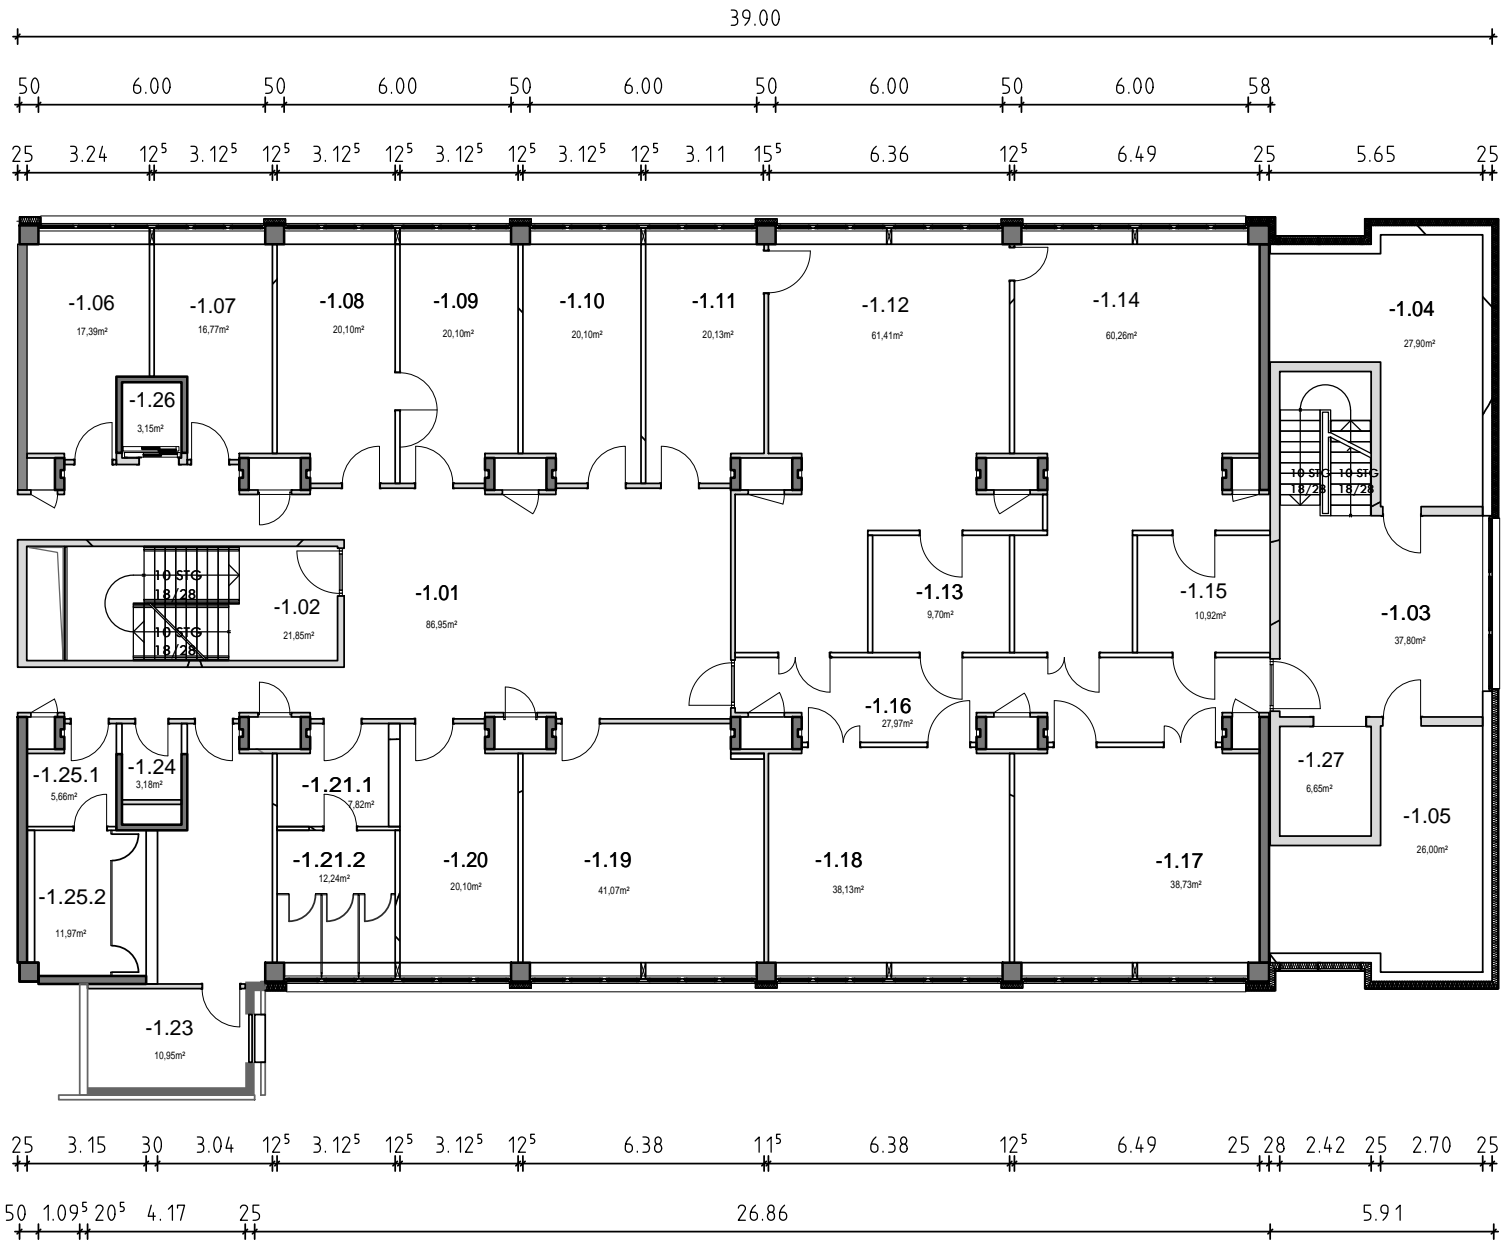 39.00
50 6.00 50 6.00 50 6.00 50 6.00 50 6.00 58
25 3.24 12⁵ 3.12⁵ 12⁵ 3.12⁵ 12⁵ 3.12⁵ 12⁵ 3.12⁵ 12⁵ 3.11 15⁵ 6.36 12⁵ 6.49 25 5.65 25
-1.06
17,39m²
-1.07
16,77m²
-1.08
20,10m²
-1.09
20,10m²
-1.10
20,10m²
-1.11
20,13m²
-1.12
61,41m²
-1.14
60,26m²
-1.04
27,90m²
-1.26
3,15m²
10 STG
18/28
10 STG
18/28
10 STG
18/28
10 STG
18/28
-1.02
21,85m²
-1.01
86,95m²
-1.13
9,70m²
-1.15
10,92m²
-1.03
37,80m²
-1.16
27,97m²
-1.25.1
5,66m²
-1.24
3,18m²
-1.21.1
7,82m²
-1.27
6,65m²
-1.05
26,00m²
-1.25.2
11,97m²
-1.21.2
12,24m²
-1.20
20,10m²
-1.19
41,07m²
-1.18
38,13m²
-1.17
38,73m²
-1.23
10,95m²
25 3.15 30 3.04 12⁵ 3.12⁵ 12⁵ 3.12⁵ 12⁵ 6.38 11⁵ 6.38 12⁵ 6.49 25 28 2.42 25 2.70 25
50 1.09⁵ 20⁵ 4.17 25 26.86 5.91